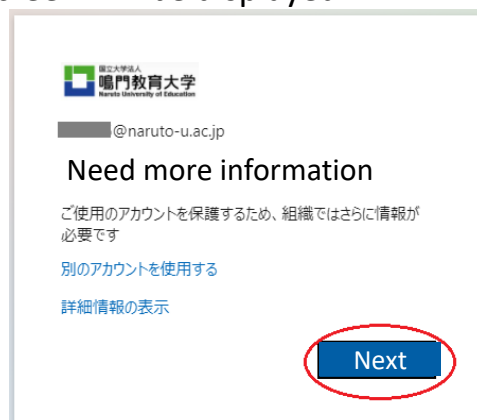 国立大学法人
鳴門教育大学
Naruto University of Education
@naruto-u.ac.jp
Need more information
ご使用のアカウントを保護するため、組織ではさらに情報が
必要です
別のアカウントを使用する
詳細情報の表示
Next